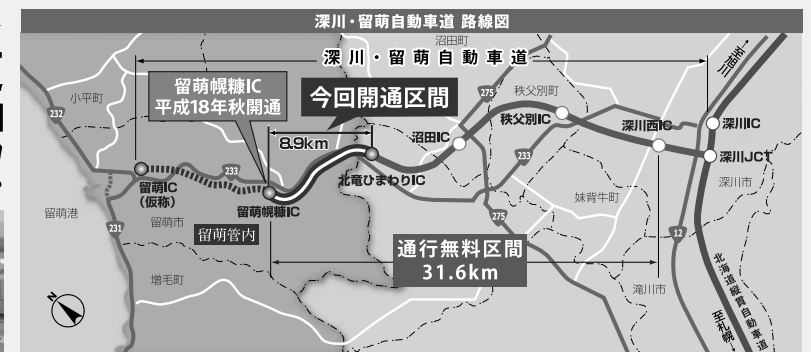 深川・留萌自動車道 路線図
沼田町
至旭川
深川・留萌自動車道
留萌幌糠IC
平成18年秋開通
小平町
今回開通区間
275
秩父別町
232
秩父別IC
深川西IC
深川IC
8.9km
沼田IC
233
233
留萌IC
(仮称)
北竜ひまわりIC
深川JCT
深川市
留萌幌糠IC
妹背牛町
留萌港
231
留萌市
留萌管内
275
12
通行無料区間
31.6km
増毛町
滝川市
北海道縦貫自動車道
至札幌
N